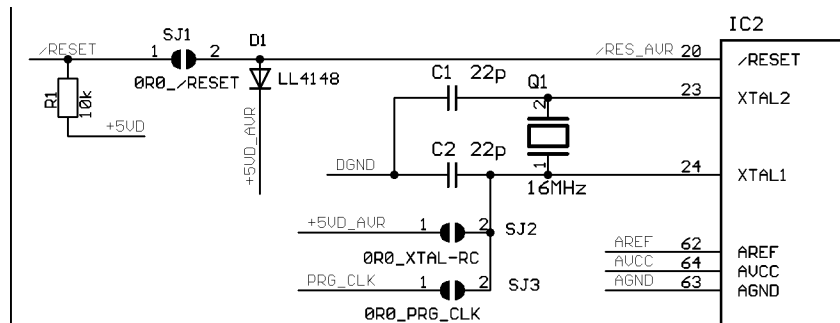 IC2
SJ1
D1
/RESET
1
2
/RES_AVR
20
/RESET
0R0_/RESET
LL4148
R1
10k
+5VD
+5VD_AVR
C1
22p
Q1
2
23
XTAL2
C2
22p
1
24
XTAL1
DGND
16MHz
+5VD_AVR
1
2
SJ2
0R0_XTAL-RC
PRG_CLK
1
2
SJ3
0R0_PRG_CLK
AREF
62
AREF
AVCC
64
AVCC
AGND
63
AGND